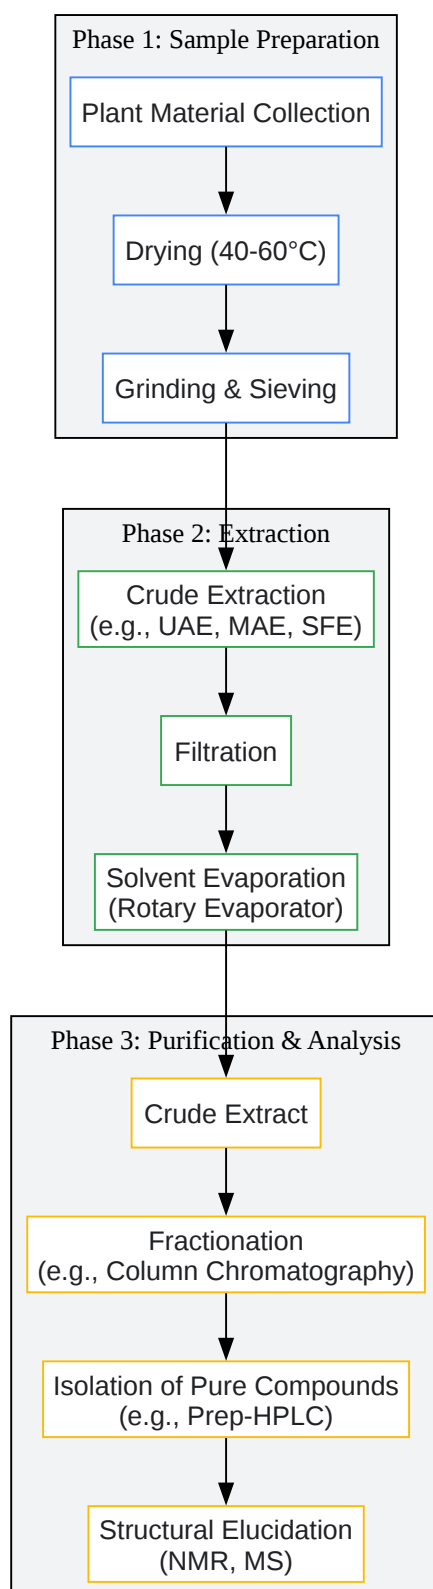 Phase 1: Sample Preparation
Plant Material Collection
Drying (40-60°C)
Grinding & Sieving
Phase 2: Extraction
Crude Extraction
(e.g., UAE, MAE, SFE)
Filtration
Solvent Evaporation
(Rotary Evaporator)
Phase 3: Purification & Analysis
Crude Extract
Fractionation
(e.g., Column Chromatography)
Isolation of Pure Compounds
(e.g., Prep-HPLC)
Structural Elucidation
(NMR, MS)